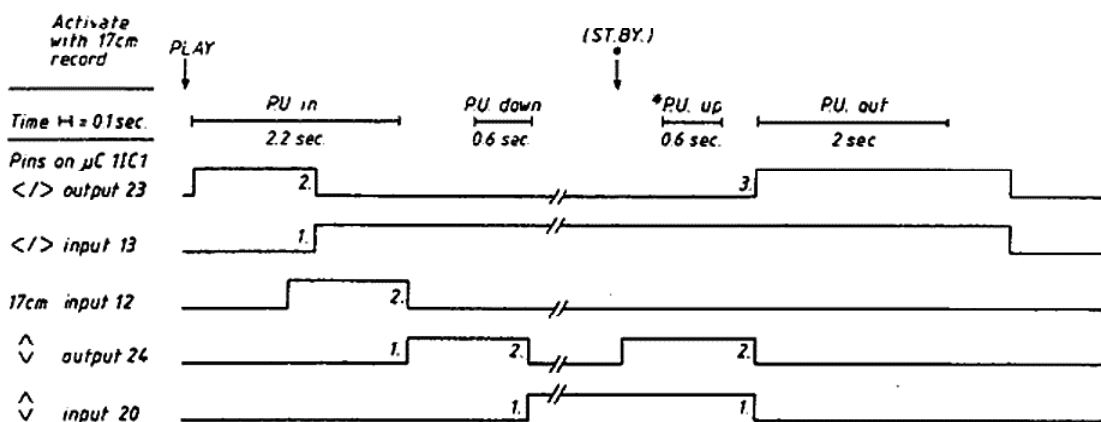 Activate
with 17cm
record
PLAY
(ST.BY.)
P.U in
P.U down
*P.U. up
P.U. out
Time = 0.1 sec.
2.2 sec.
0.6 sec.
0.6 sec.
2 sec
Pins on µC 1IC1
</> output 23
2.
3.
</> input 13
1.
17cm input 12
2.
output 24
1.
2.
2.
input 20
1.
1.